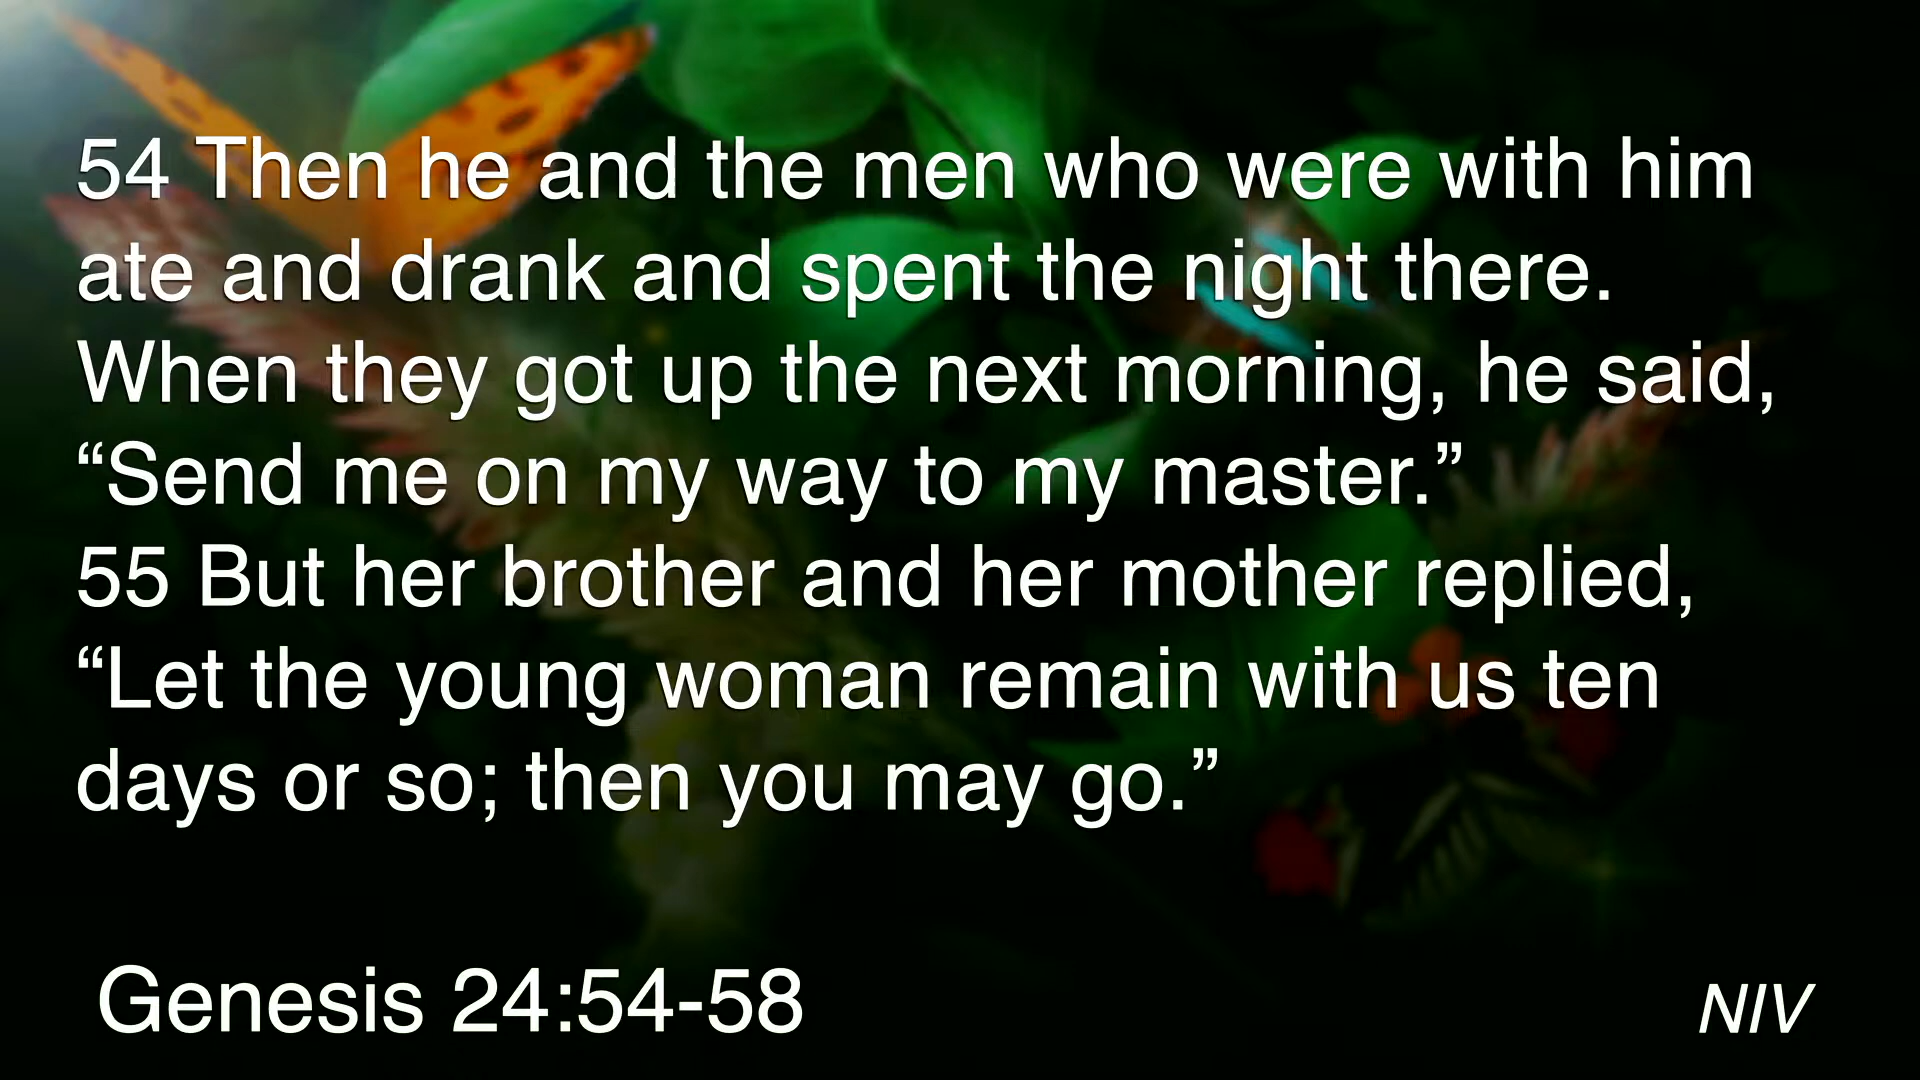 54 Then he and the men who were with him
ate and drank and spent the night there.
When they got up the next morning, he said,
“Send me on my way to my master.”
55 But her brother and her mother replied,
“Let the young woman remain with us ten
days or so; then you may go.”
Genesis 24:54-58
NIV